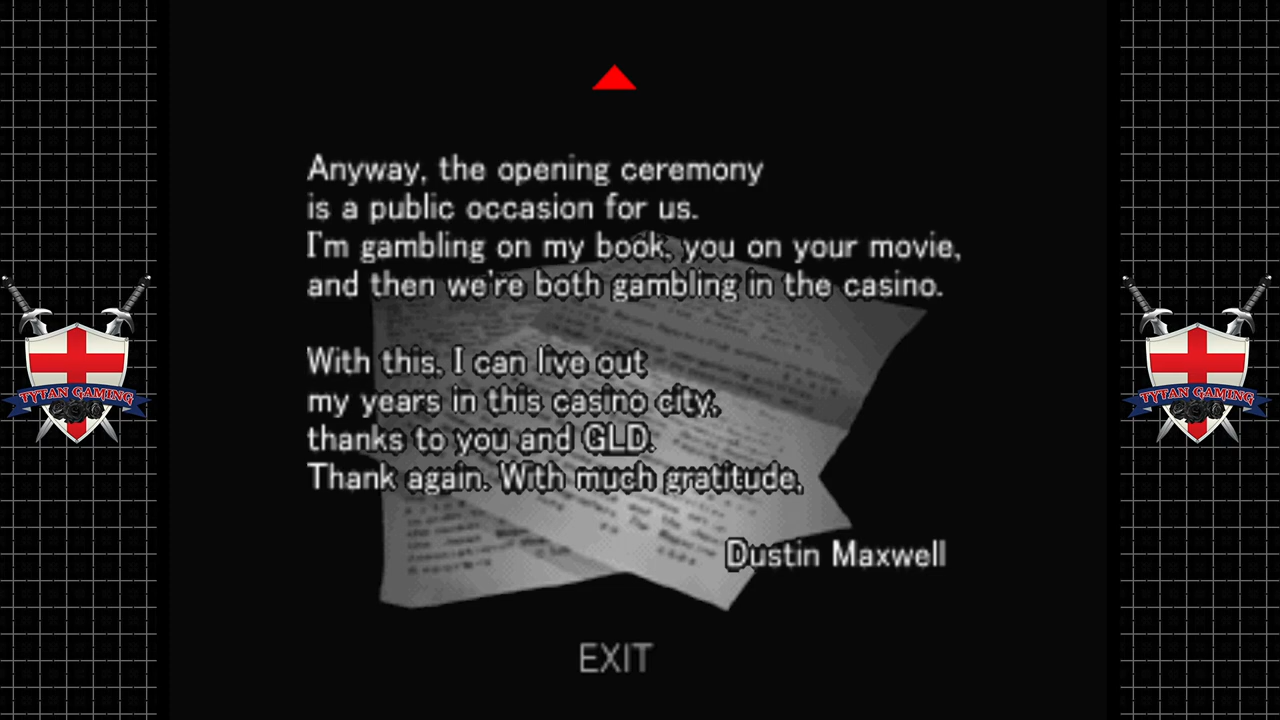 Anyway, the opening ceremony
is a public occasion for us.
I'm gambling on my book, you on your movie,
and then we're both gambling in the casino.
With this, I can live out
my years in this casino city,
thanks to you and GLD.
Thank again. With much gratitude,
Dustin Maxwell
EXIT
TYTAN GAMING
TYTAN GAMING